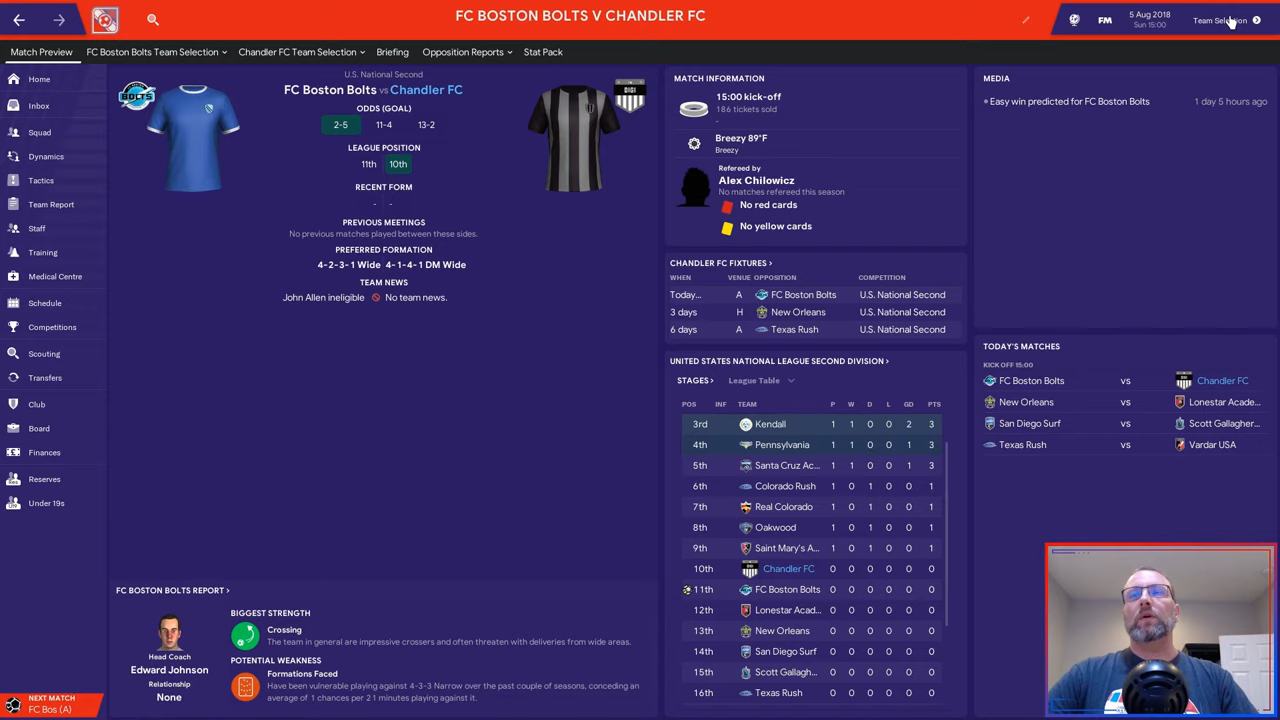 FC BOSTON BOLTS V CHANDLER FC
FM
5 Aug 2018
Sun 15:00
Team Selection
Match Preview
FC Boston Bolts Team Selection
Chandler FC Team Selection
Briefing
Opposition Reports
Stat Pack
Home
Inbox
Squad
Dynamics
Tactics
Team Report
Staff
Training
Medical Centre
Schedule
Competitions
Scouting
Transfers
Club
Board
Finances
Reserves
Under 19s
NEXT MATCH
FC Bos (A)
BOLTS
DIGI
U.S. National Second
FC Boston Bolts vs Chandler FC
ODDS (GOAL)
2-5 11-4 13-2
LEAGUE POSITION
11th 10th
RECENT FORM
- -
PREVIOUS MEETINGS
No previous matches played between these sides.
PREFERRED FORMATION
4-2-3-1 Wide 4-1-4-1 DM Wide
TEAM NEWS
John Allen ineligible No team news.
FC BOSTON BOLTS REPORT >
Head Coach
Edward Johnson
Relationship
None
BIGGEST STRENGTH
Crossing
The team in general are impressive crossers and often threaten with deliveries from wide areas.
POTENTIAL WEAKNESS
Formations Faced
Have been vulnerable playing against 4-3-3 Narrow over the past couple of seasons, conceding an
average of 1 chances per 21 minutes playing against it.
MATCH INFORMATION
15:00 kick-off
186 tickets sold
-
Breezy 89°F
Breezy
Refereed by
Alex Chilowicz
No matches refereed this season
No red cards
No yellow cards
CHANDLER FC FIXTURES >
WHEN VENUE OPPOSITION COMPETITION
Today... A FC Boston Bolts U.S. National Second
3 days H New Orleans U.S. National Second
6 days A Texas Rush U.S. National Second
UNITED STATES NATIONAL LEAGUE SECOND DIVISION >
STAGES > League Table
POS INF TEAM P W D L GD PTS
3rd Kendall 1 1 0 0 2 3
4th Pennsylvania 1 1 0 0 1 3
5th Santa Cruz Ac... 1 1 0 0 1 3
6th Colorado Rush 1 0 1 0 0 1
7th Real Colorado 1 0 1 0 0 1
8th Oakwood 1 0 1 0 0 1
9th Saint Mary's A... 1 0 1 0 0 1
10th Chandler FC 0 0 0 0 0 0
11th FC Boston Bolts 0 0 0 0 0 0
12th Lonestar Acad... 0 0 0 0 0 0
13th New Orleans 0 0 0 0 0 0
14th San Diego Surf 0 0 0 0 0 0
15th Scott Gallagh... 0 0 0 0 0 0
16th Texas Rush 0 0 0 0 0 0
MEDIA
Easy win predicted for FC Boston Bolts 1 day 5 hours ago
TODAY'S MATCHES
KICK OFF 15:00
FC Boston Bolts vs Chandler FC
New Orleans vs Lonestar Acade...
San Diego Surf vs Scott Gallagher...
Texas Rush vs Vardar USA